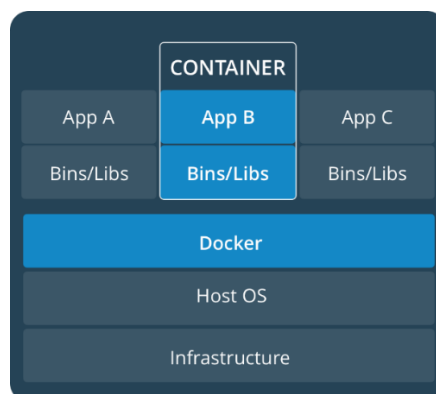 CONTAINER
App A App B App C
Bins/Libs Bins/Libs Bins/Libs
Docker
Host OS
Infrastructure